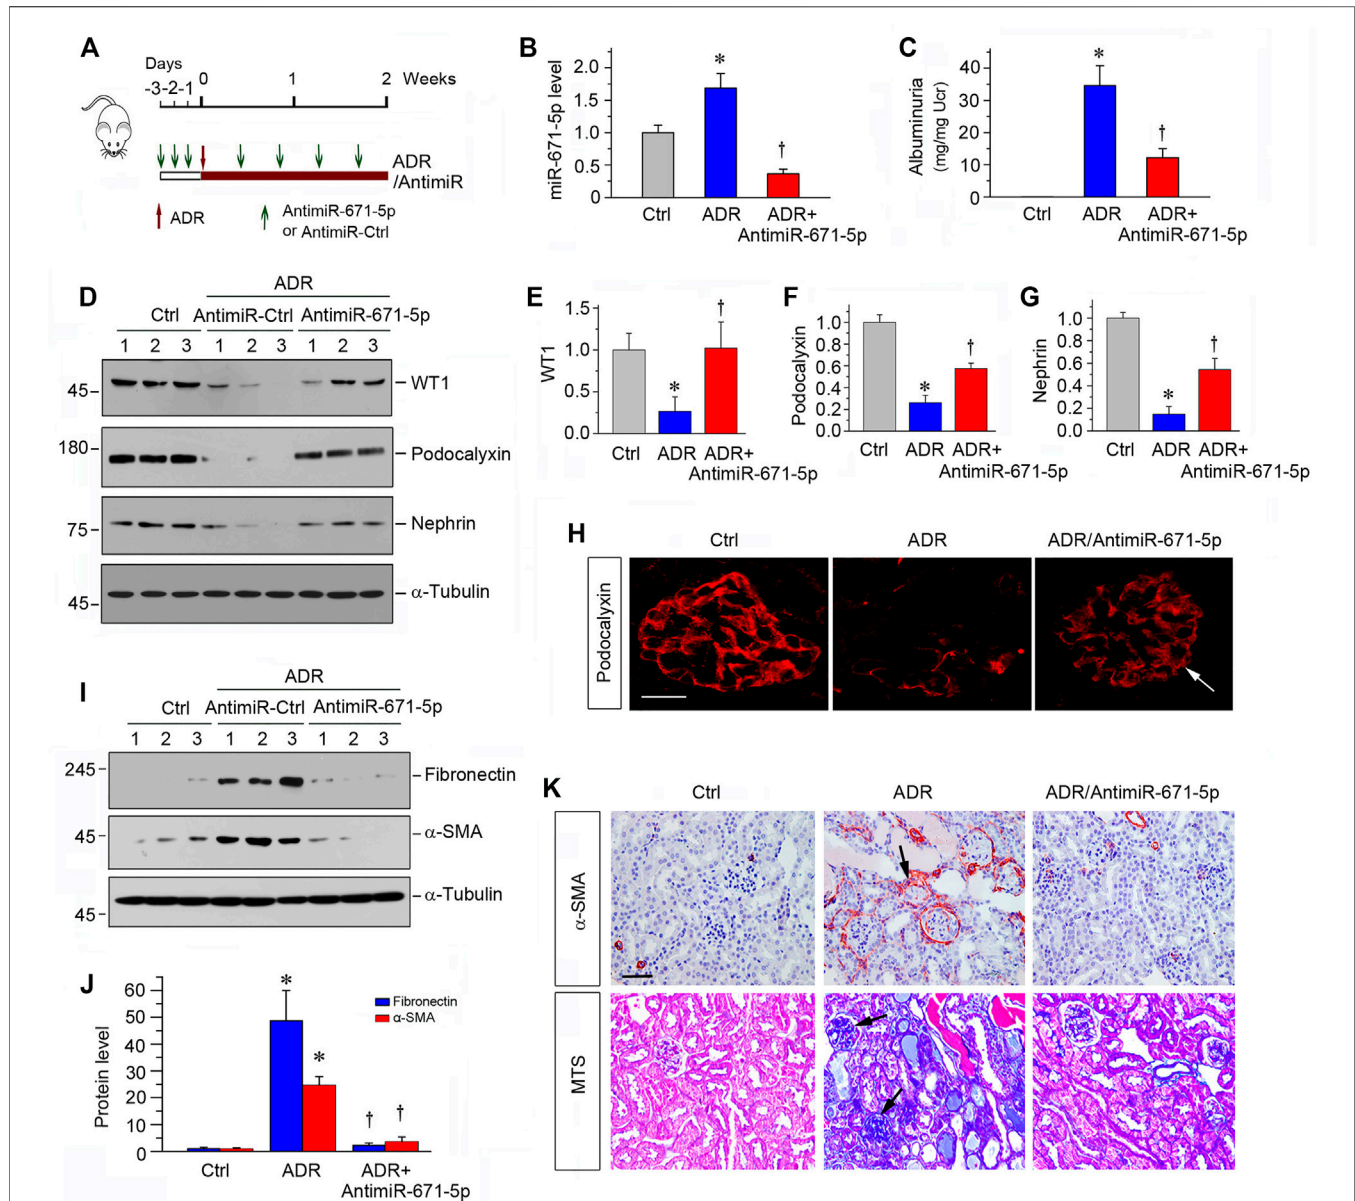 A
Days
-3-2-1 0 1 2 Weeks
ADR
/AntimiR
ADR
AntimiR-671-5p
or AntimiR-Ctrl
B
miR-671-5p level
2.0
1.5
1.0
0.5
0
*
†
Ctrl ADR ADR+
AntimiR-671-5p
C
Albuminuria
(mg/mg Ucr)
40
30
20
10
0
*
†
Ctrl ADR ADR+
AntimiR-671-5p
D
ADR
Ctrl AntimiR-Ctrl AntimiR-671-5p
1 2 3 1 2 3 1 2 3
45 WT1
180 Podocalyxin
75 Nephrin
45 α-Tubulin
E
WT1
1.5
1.0
0.5
0.0
*
†
Ctrl ADR ADR+
AntimiR-671-5p
F
Podocalyxin
1.0
0.8
0.6
0.4
0.2
0.0
*
†
Ctrl ADR ADR+
AntimiR-671-5p
G
Nephrin
1.0
0.8
0.6
0.4
0.2
0.0
*
†
Ctrl ADR ADR+
AntimiR-671-5p
H
Ctrl ADR ADR/AntimiR-671-5p
Podocalyxin
I
ADR
Ctrl AntimiR-Ctrl AntimiR-671-5p
1 2 3 1 2 3 1 2 3
245 Fibronectin
45 α-SMA
45 α-Tubulin
J
Protein level
60
50
40
30
20
10
0
Fibronectin
α-SMA
* *
† †
Ctrl ADR ADR+
AntimiR-671-5p
K
Ctrl ADR ADR/AntimiR-671-5p
α-SMA
MTS